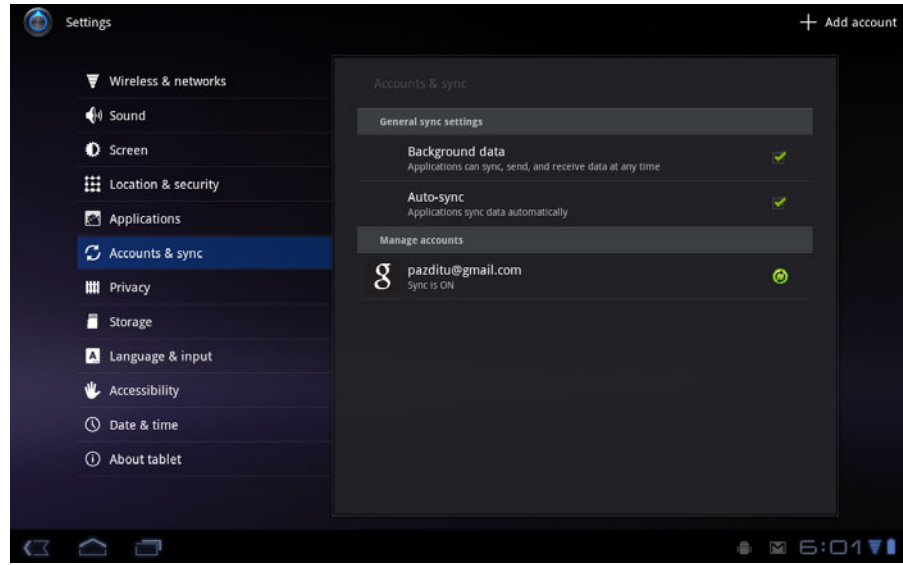 Settings
Add account
Wireless & networks
Sound
Screen
Location & security
Applications
Accounts & sync
Privacy
Storage
Language & input
Accessibility
Date & time
About tablet
Accounts & sync
General sync settings
Background data
Applications can sync, send, and receive data at any time
Auto-sync
Applications sync data automatically
Manage accounts
pazditu@gmail.com
Sync is ON
6:01